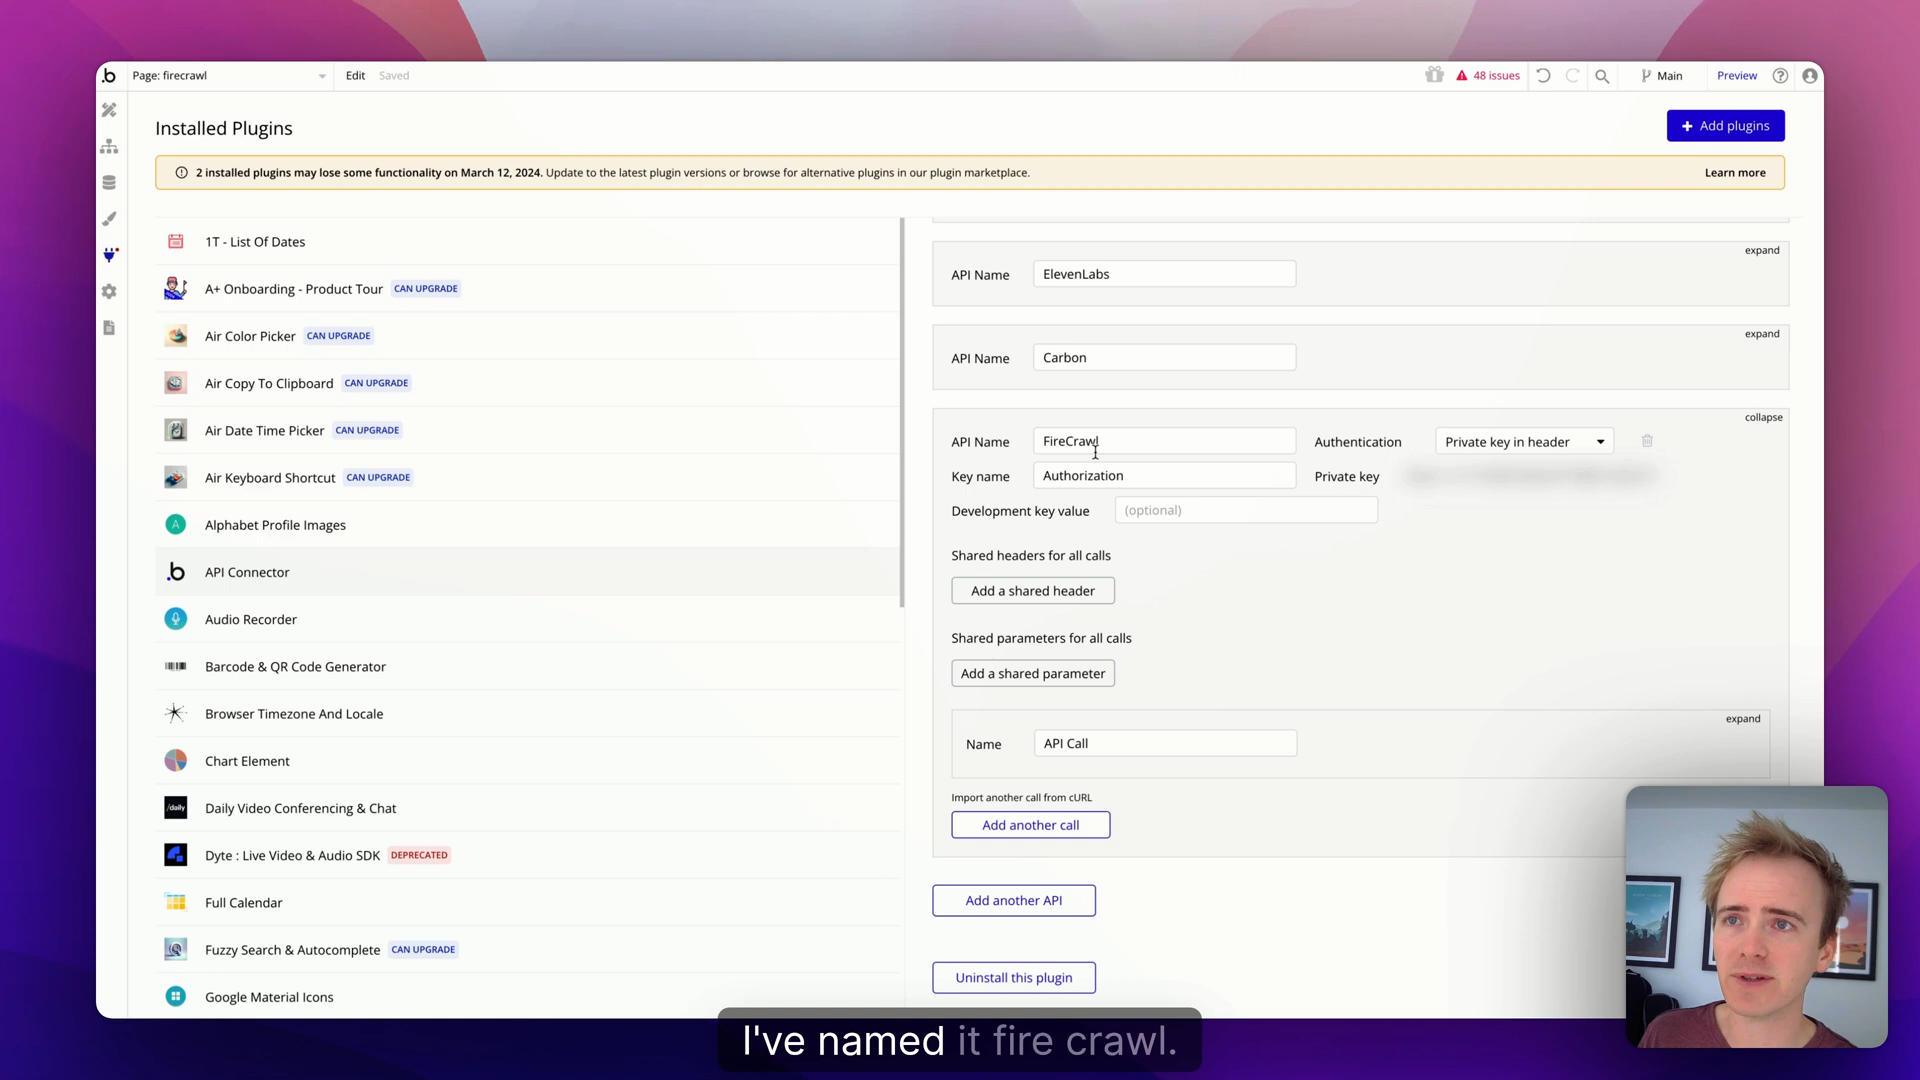 Page: firecrawl
Edit
Saved
48 issues
Main
Preview
Installed Plugins
+ Add plugins
2 installed plugins may lose some functionality on March 12, 2024. Update to the latest plugin versions or browse for alternative plugins in our plugin marketplace.
Learn more
1T - List Of Dates
A+ Onboarding - Product Tour CAN UPGRADE
Air Color Picker CAN UPGRADE
Air Copy To Clipboard CAN UPGRADE
Air Date Time Picker CAN UPGRADE
Air Keyboard Shortcut CAN UPGRADE
A Alphabet Profile Images
API Connector
Audio Recorder
Barcode & QR Code Generator
Browser Timezone And Locale
Chart Element
/daily Daily Video Conferencing & Chat
Dyte : Live Video & Audio SDK DEPRECATED
Full Calendar
Fuzzy Search & Autocomplete CAN UPGRADE
Google Material Icons
expand
API Name ElevenLabs
expand
API Name Carbon
collapse
API Name FireCrawl Authentication Private key in header
Key name Authorization Private key
Development key value (optional)
Shared headers for all calls
Add a shared header
Shared parameters for all calls
Add a shared parameter
expand
Name API Call
Import another call from cURL
Add another call
Add another API
Uninstall this plugin
I've named it fire crawl.